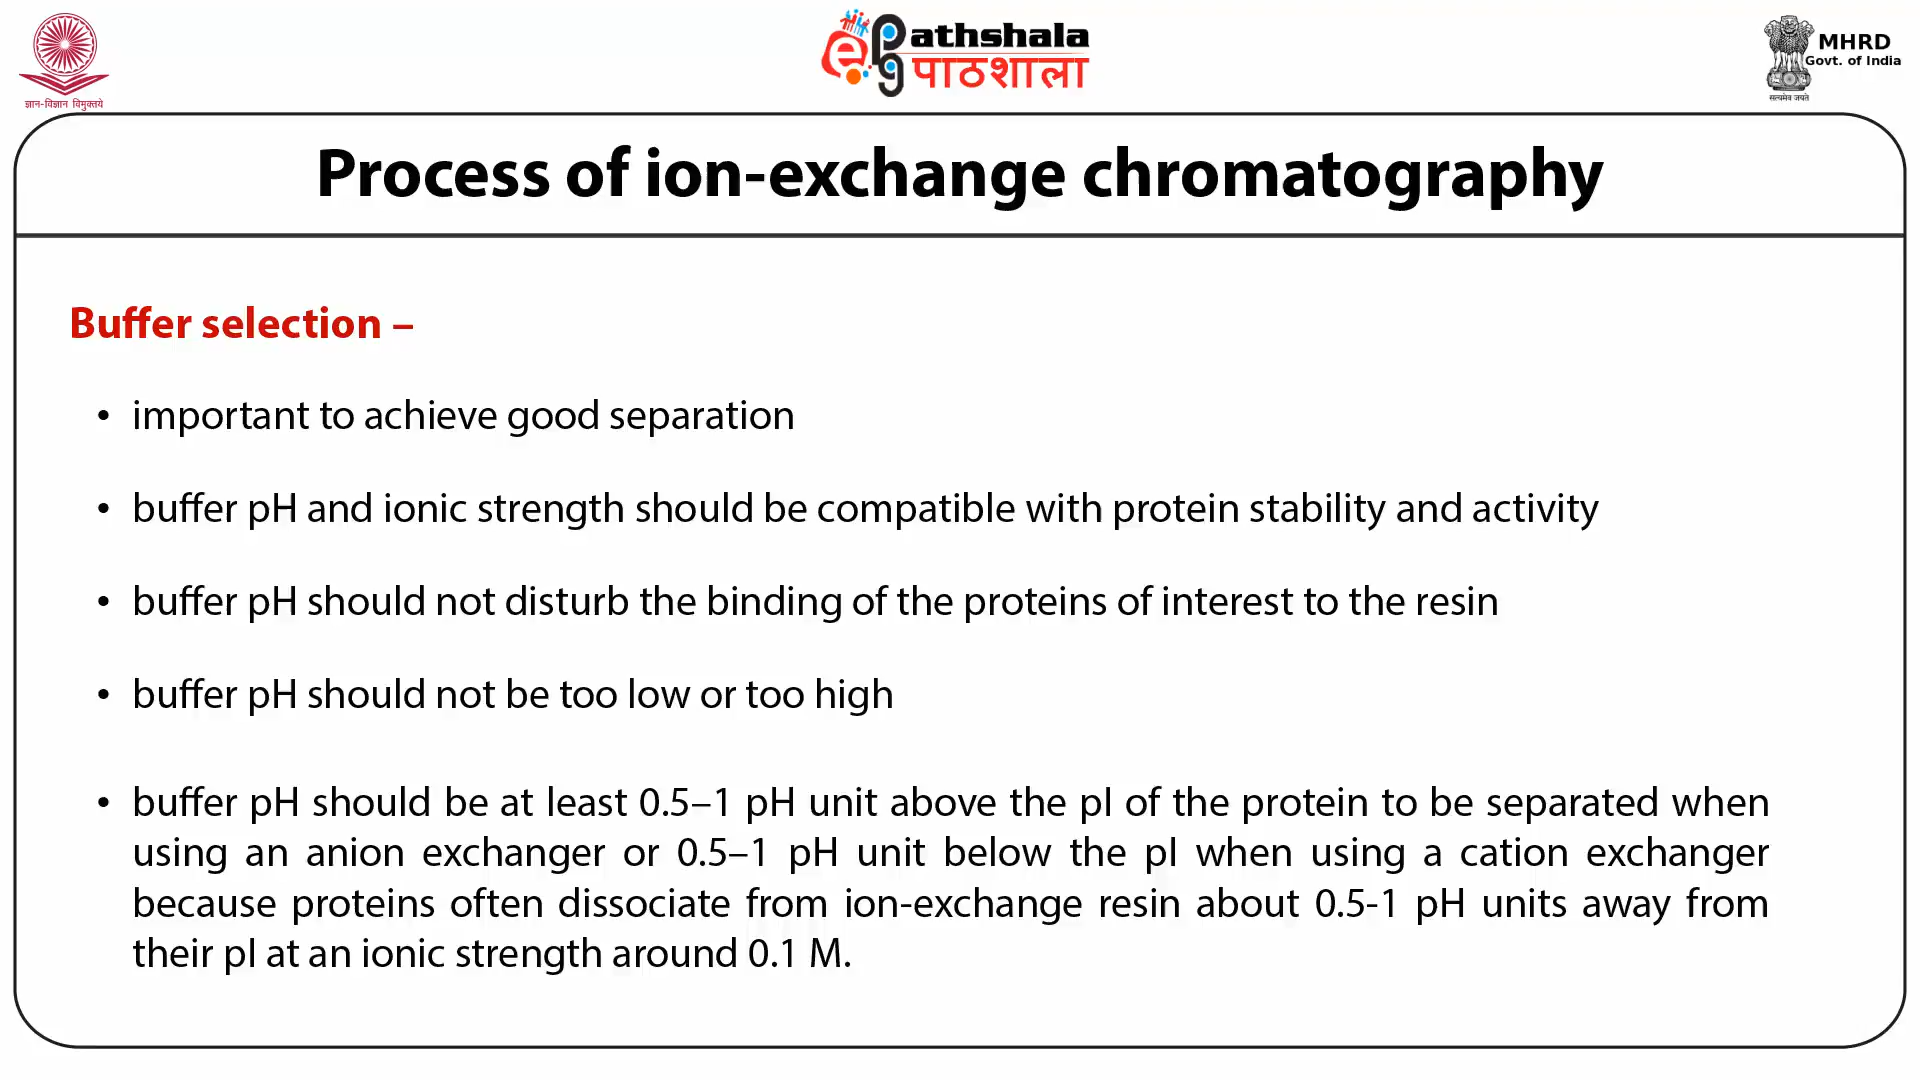 ज्ञान-विज्ञान विमुक्तये
ePathshala
पाठशाला
MHRD
Govt. of India
सत्यमेव जयते
Process of ion-exchange chromatography
Buffer selection –
• important to achieve good separation
• buffer pH and ionic strength should be compatible with protein stability and activity
• buffer pH should not disturb the binding of the proteins of interest to the resin
• buffer pH should not be too low or too high
• buffer pH should be at least 0.5–1 pH unit above the pI of the protein to be separated when
using an anion exchanger or 0.5–1 pH unit below the pI when using a cation exchanger
because proteins often dissociate from ion-exchange resin about 0.5-1 pH units away from
their pI at an ionic strength around 0.1 M.